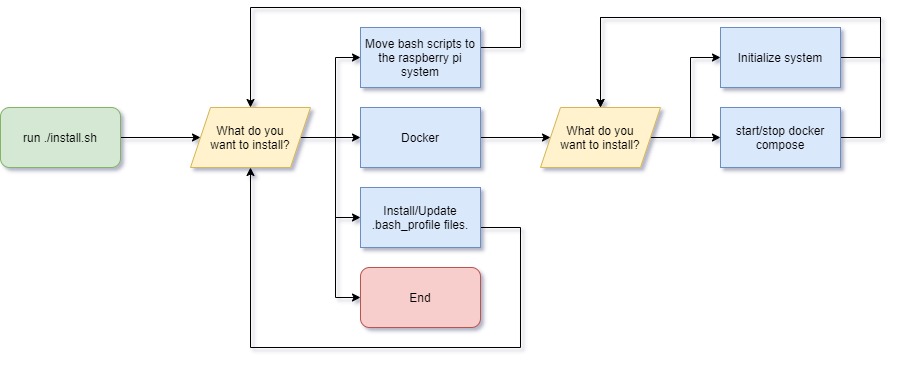 Move bash scripts to
the raspberry pi
system
Initialize system
run ./install.sh
What do you
want to install?
Docker
What do you
want to install?
start/stop docker
compose
Install/Update
.bash_profile files.
End